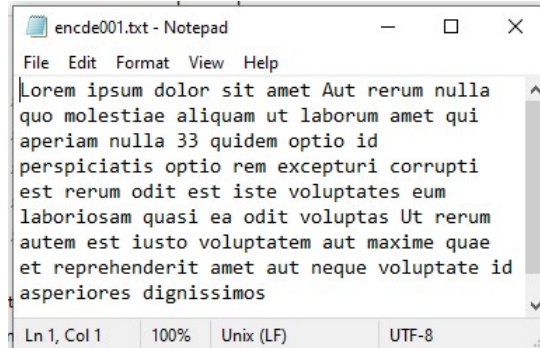 encde001.txt - Notepad
File Edit Format View Help
Lorem ipsum dolor sit amet Aut rerum nulla
quo molestiae aliquam ut laborum amet qui
aperiam nulla 33 quidem optio id
perspiciatis optio rem excepturi corrupti
est rerum odit est iste voluptates eum
laboriosam quasi ea odit voluptas Ut rerum
autem est iusto voluptatem aut maxime quae
et reprehenderit amet aut neque voluptate id
asperiores dignissimos
Ln 1, Col 1 100% Unix (LF) UTF-8